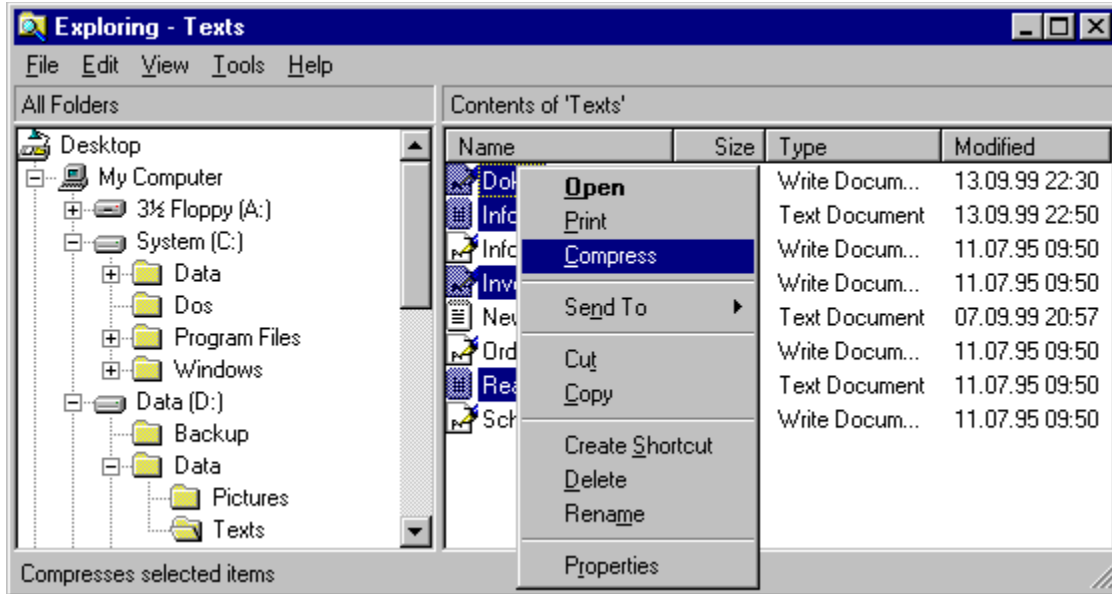 Exploring - Texts
File Edit View Tools Help
All Folders
Contents of 'Texts'
Desktop
My Computer
3½ Floppy (A:)
System (C:)
Data
Dos
Program Files
Windows
Data (D:)
Backup
Data
Pictures
Texts
Name Size Type Modified
Write Docum... 13.09.99 22:30
Text Document 13.09.99 22:50
Write Docum... 11.07.95 09:50
Write Docum... 11.07.95 09:50
Text Document 07.09.99 20:57
Write Docum... 11.07.95 09:50
Text Document 11.07.95 09:50
Write Docum... 11.07.95 09:50
Open
Print
Compress
Send To
Cut
Copy
Create Shortcut
Delete
Rename
Properties
Compresses selected items